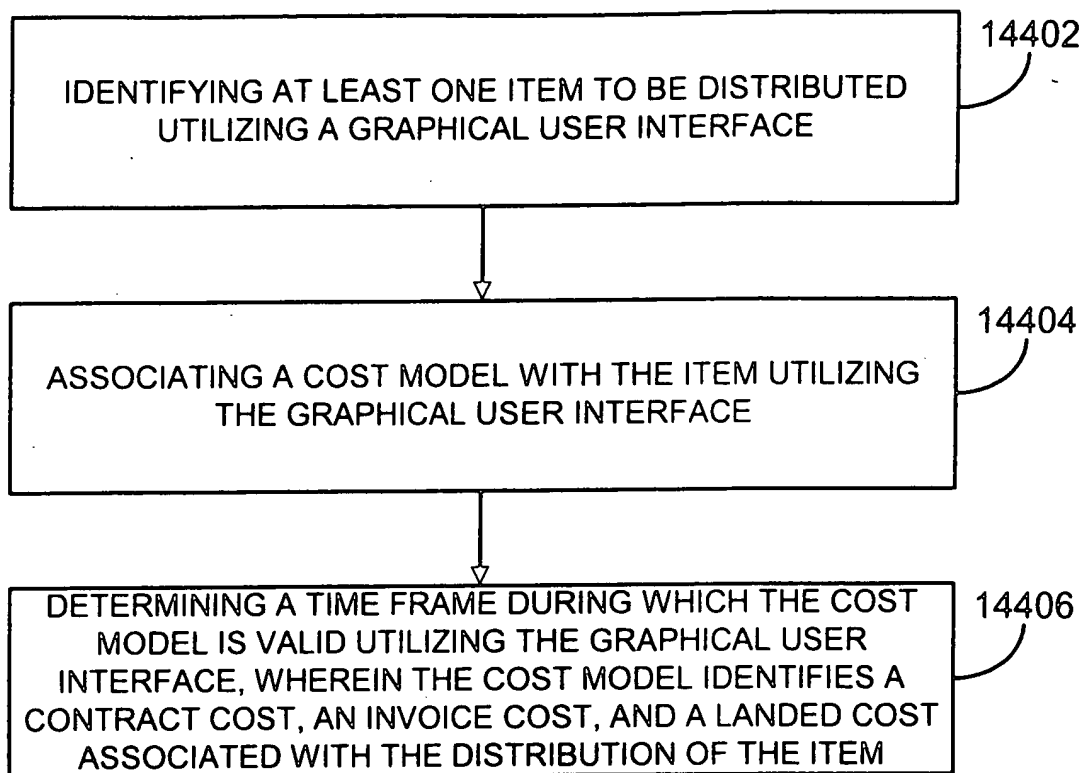 14402
IDENTIFYING AT LEAST ONE ITEM TO BE DISTRIBUTED
UTILIZING A GRAPHICAL USER INTERFACE
14404
ASSOCIATING A COST MODEL WITH THE ITEM UTILIZING
THE GRAPHICAL USER INTERFACE
14406
DETERMINING A TIME FRAME DURING WHICH THE COST
MODEL IS VALID UTILIZING THE GRAPHICAL USER
INTERFACE, WHEREIN THE COST MODEL IDENTIFIES A
CONTRACT COST, AN INVOICE COST, AND A LANDED COST
ASSOCIATED WITH THE DISTRIBUTION OF THE ITEM